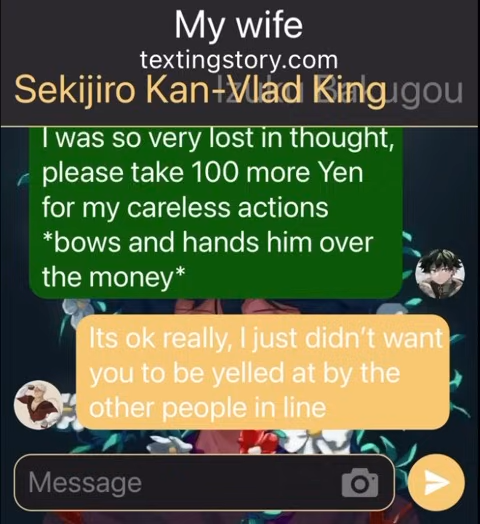 My wife
textingstory.com
Sekijiro Kan-Vlad King
Izuku Bakugou
I was so very lost in thought,
please take 100 more Yen
for my careless actions
*bows and hands him over
the money*
Its ok really, I just didn't want
you to be yelled at by the
other people in line
Message